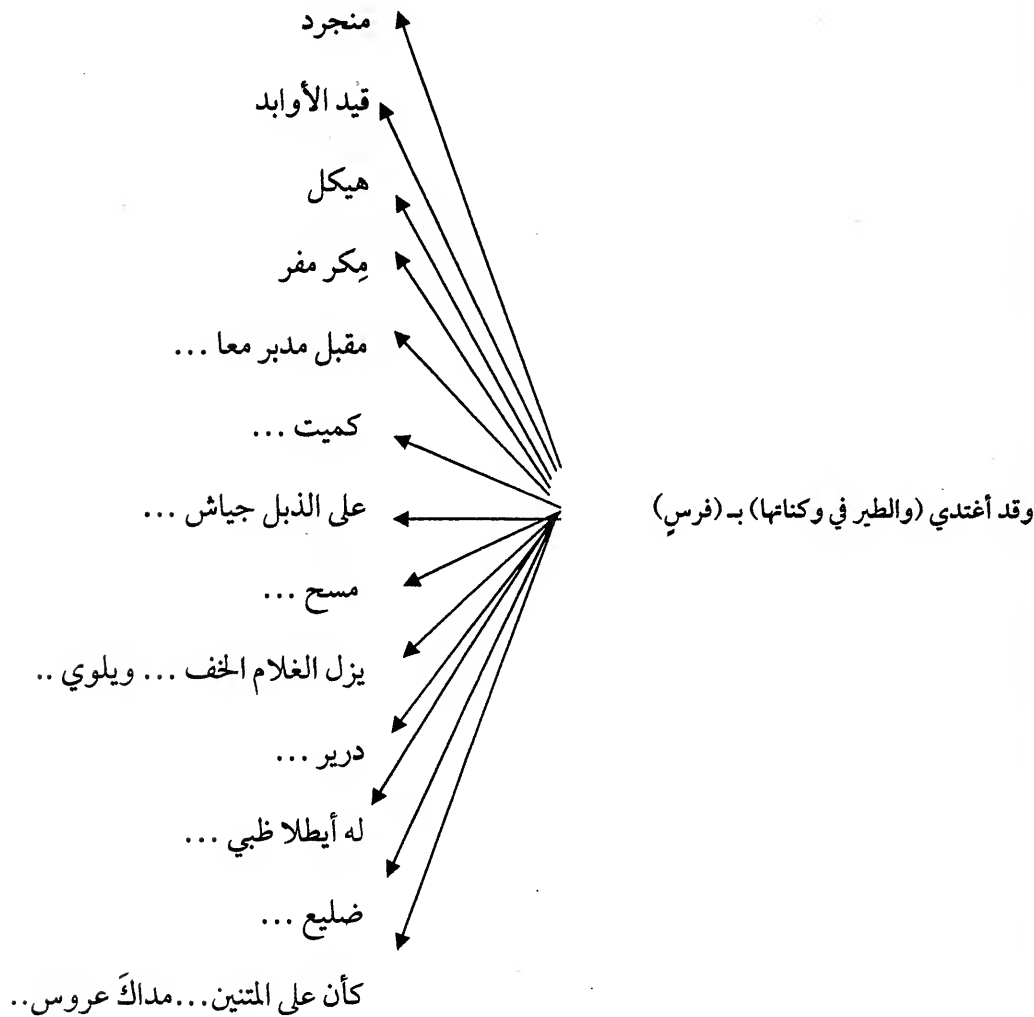 منجرد
قيد الأوابد
هيكل
مِكر مفر
مقبل مدبر معا ...
كميت ...
وقد أغتدي (والطير في وكناتها) بـ (فرسٍ)
على الذبل جياش ...
مسح ...
يزل الغلام الخف ... ويلوي ..
درير ...
له أيطلا ظبي ...
ضليع ...
كأن على المتنين...مداكَ عروس..